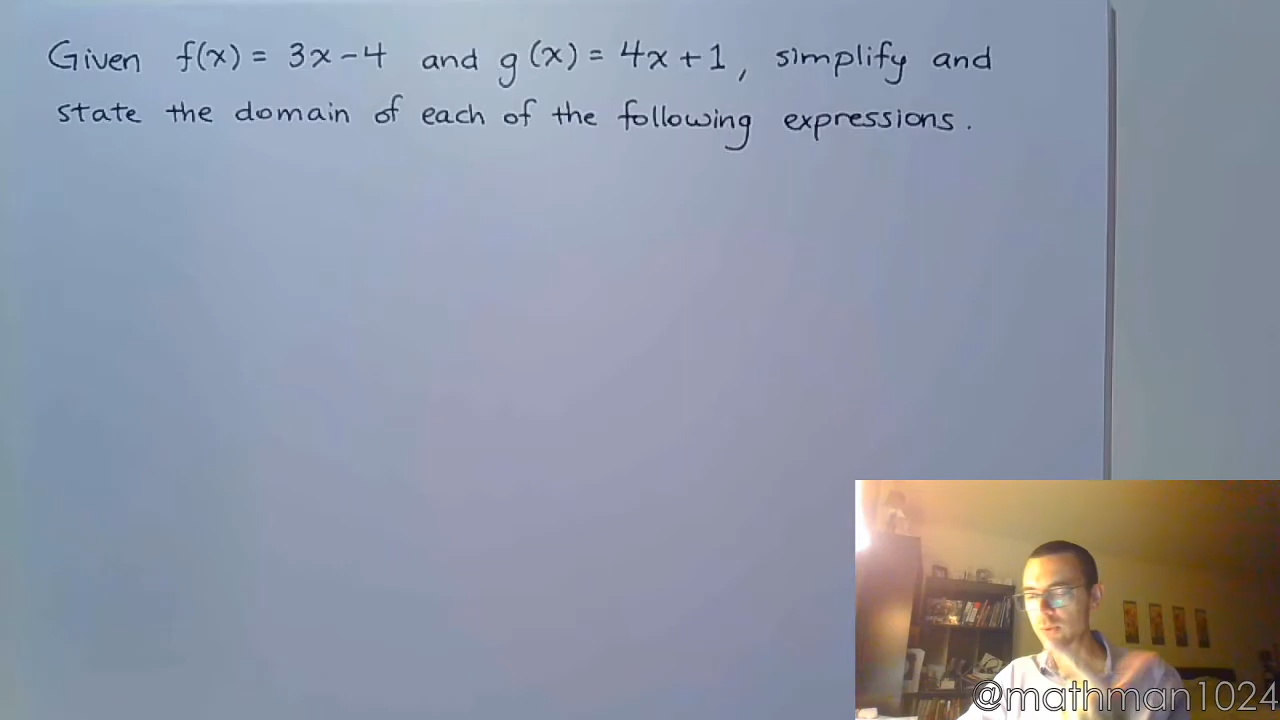 Given f(x) = 3x-4 and g(x) = 4x+1, simplify and
state the domain of each of the following expressions.
@mathman1024